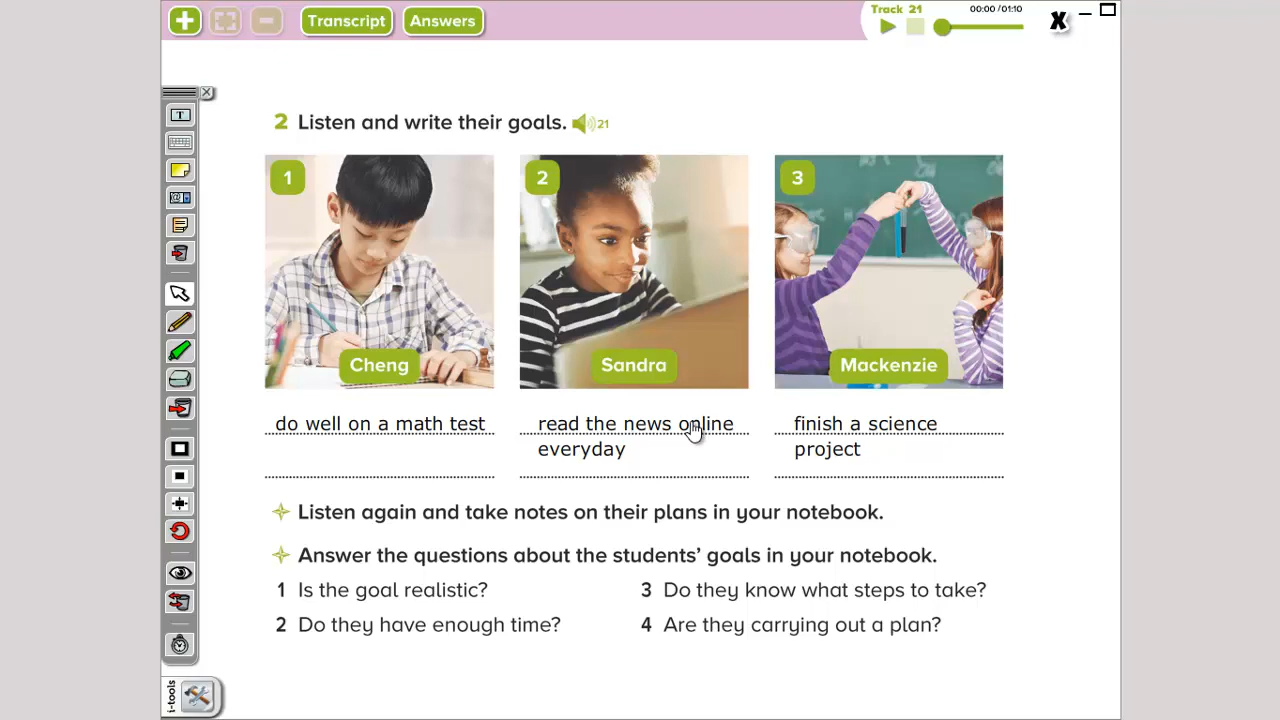 Transcript
Answers
Track 21
00:00 / 01:10
X
2 Listen and write their goals. 21
1
2
3
Cheng
Sandra
Mackenzie
do well on a math test
read the news online
everyday
finish a science
project
Listen again and take notes on their plans in your notebook.
Answer the questions about the students' goals in your notebook.
1 Is the goal realistic?
2 Do they have enough time?
3 Do they know what steps to take?
4 Are they carrying out a plan?
T
i-tools